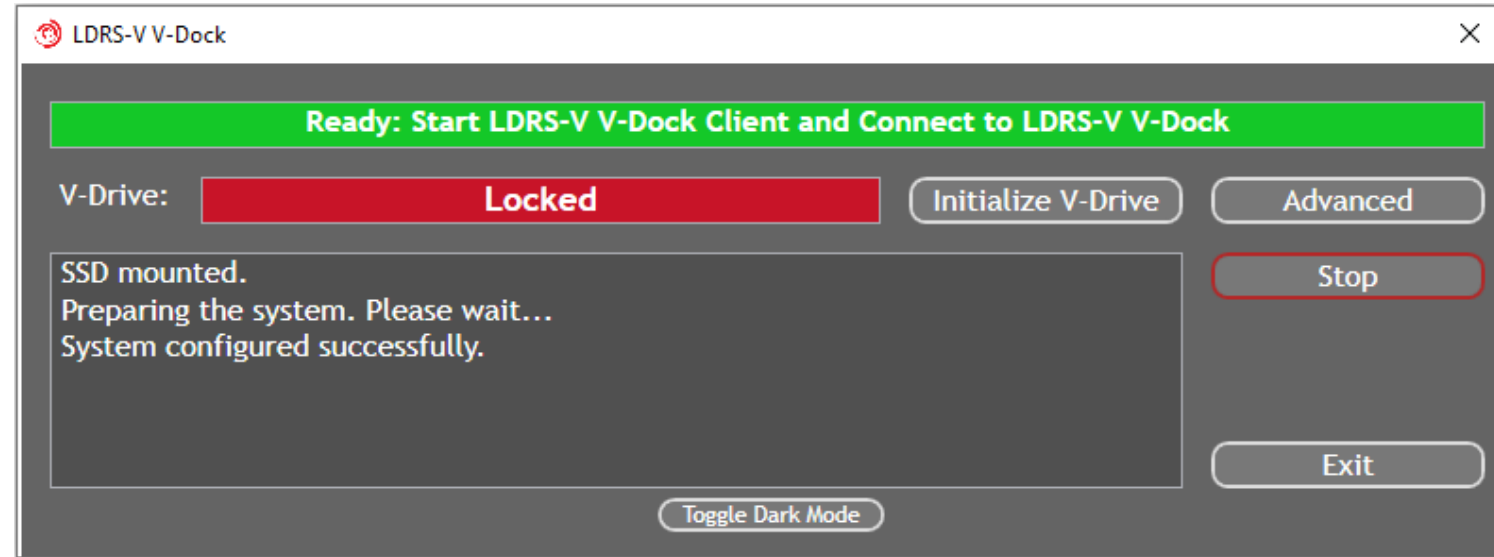 LDRS-V V-Dock
Ready: Start LDRS-V V-Dock Client and Connect to LDRS-V V-Dock
V-Drive:
Locked
Initialize V-Drive
Advanced
SSD mounted.
Preparing the system. Please wait...
System configured successfully.
Stop
Exit
Toggle Dark Mode